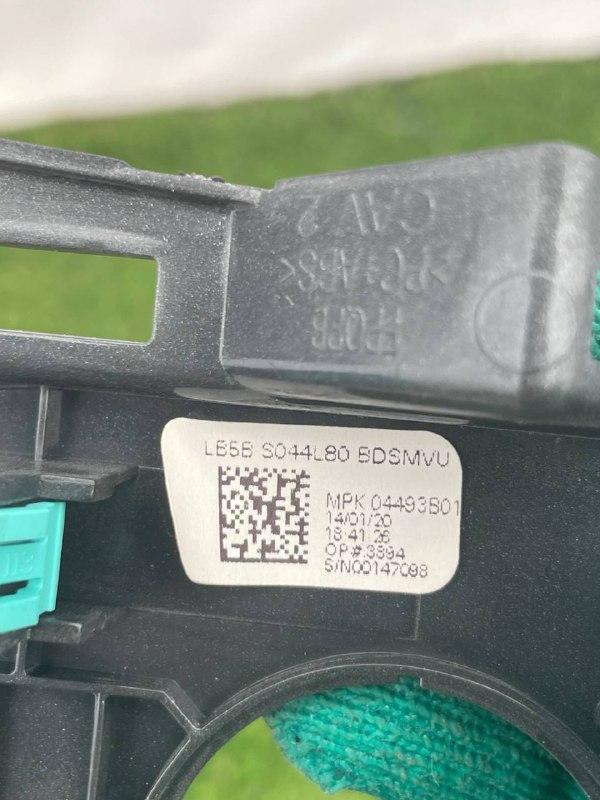 CAV 2
>PC+ABS<
LB5B S044L80 BDSMVU
MPK 04493B01
14/01/20
18:41:26
OP#:3394
S/N00147098